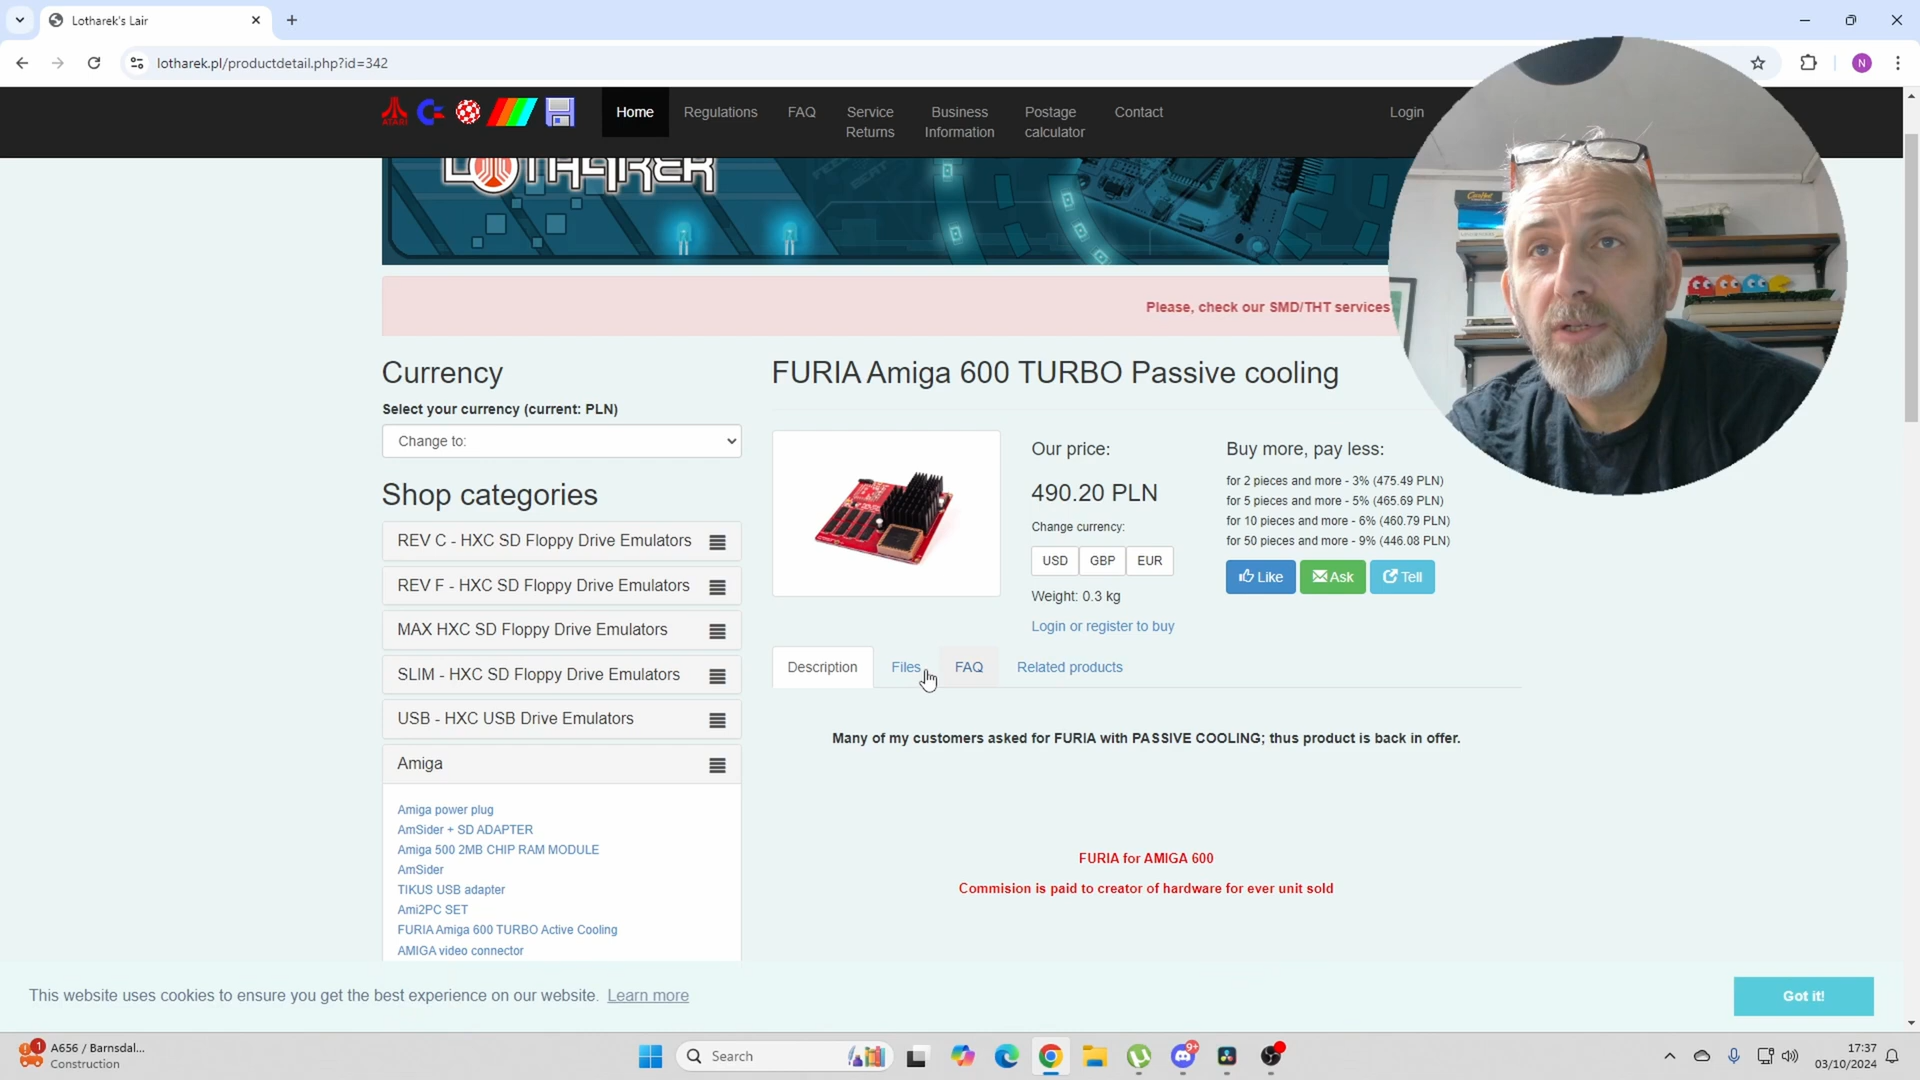 Lotharek's Lair
lotharek.pl/productdetail.php?id=342
N
ATARI
Home
Regulations
FAQ
Service
Returns
Business
Information
Postage
calculator
Contact
Login
LOTHAREK
Please, check our SMD/THT services
Currency
Select your currency (current: PLN)
Change to:
Shop categories
REV C - HXC SD Floppy Drive Emulators
REV F - HXC SD Floppy Drive Emulators
MAX HXC SD Floppy Drive Emulators
SLIM - HXC SD Floppy Drive Emulators
USB - HXC USB Drive Emulators
Amiga
Amiga power plug
AmSider + SD ADAPTER
Amiga 500 2MB CHIP RAM MODULE
AmSider
TIKUS USB adapter
Ami2PC SET
FURIA Amiga 600 TURBO Active Cooling
AMIGA video connector
FURIA Amiga 600 TURBO Passive cooling
Our price:
490.20 PLN
Change currency:
USD
GBP
EUR
Weight: 0.3 kg
Login or register to buy
Buy more, pay less:
for 2 pieces and more - 3% (475.49 PLN)
for 5 pieces and more - 5% (465.69 PLN)
for 10 pieces and more - 6% (460.79 PLN)
for 50 pieces and more - 9% (446.08 PLN)
Like
Ask
Tell
Description
Files
FAQ
Related products
Many of my customers asked for FURIA with PASSIVE COOLING; thus product is back in offer.
FURIA for AMIGA 600
Commision is paid to creator of hardware for ever unit sold
This website uses cookies to ensure you get the best experience on our website. Learn more
Got it!
1
A656 / Barnsdal...
Construction
Search
9+
17:37
03/10/2024